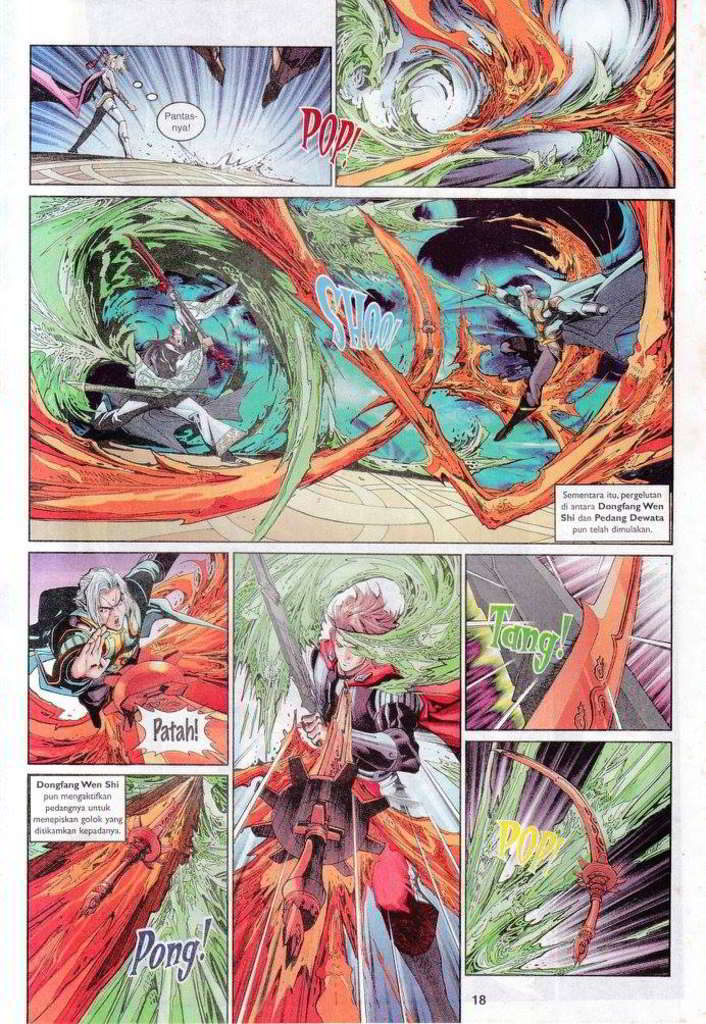 Pantas-
nya!
POP!
SHOO!
Sementara itu, pergelutan
di antara Dongfang Wen
Shi dan Pedang Dewata
pun telah dimulakan.
Patah!
Tang!
Dongfang Wen Shi
pun mengaktifkan
pedangnya untuk
menepiskan golok yang
ditikamkan kepadanya.
Pong!
POP!
18